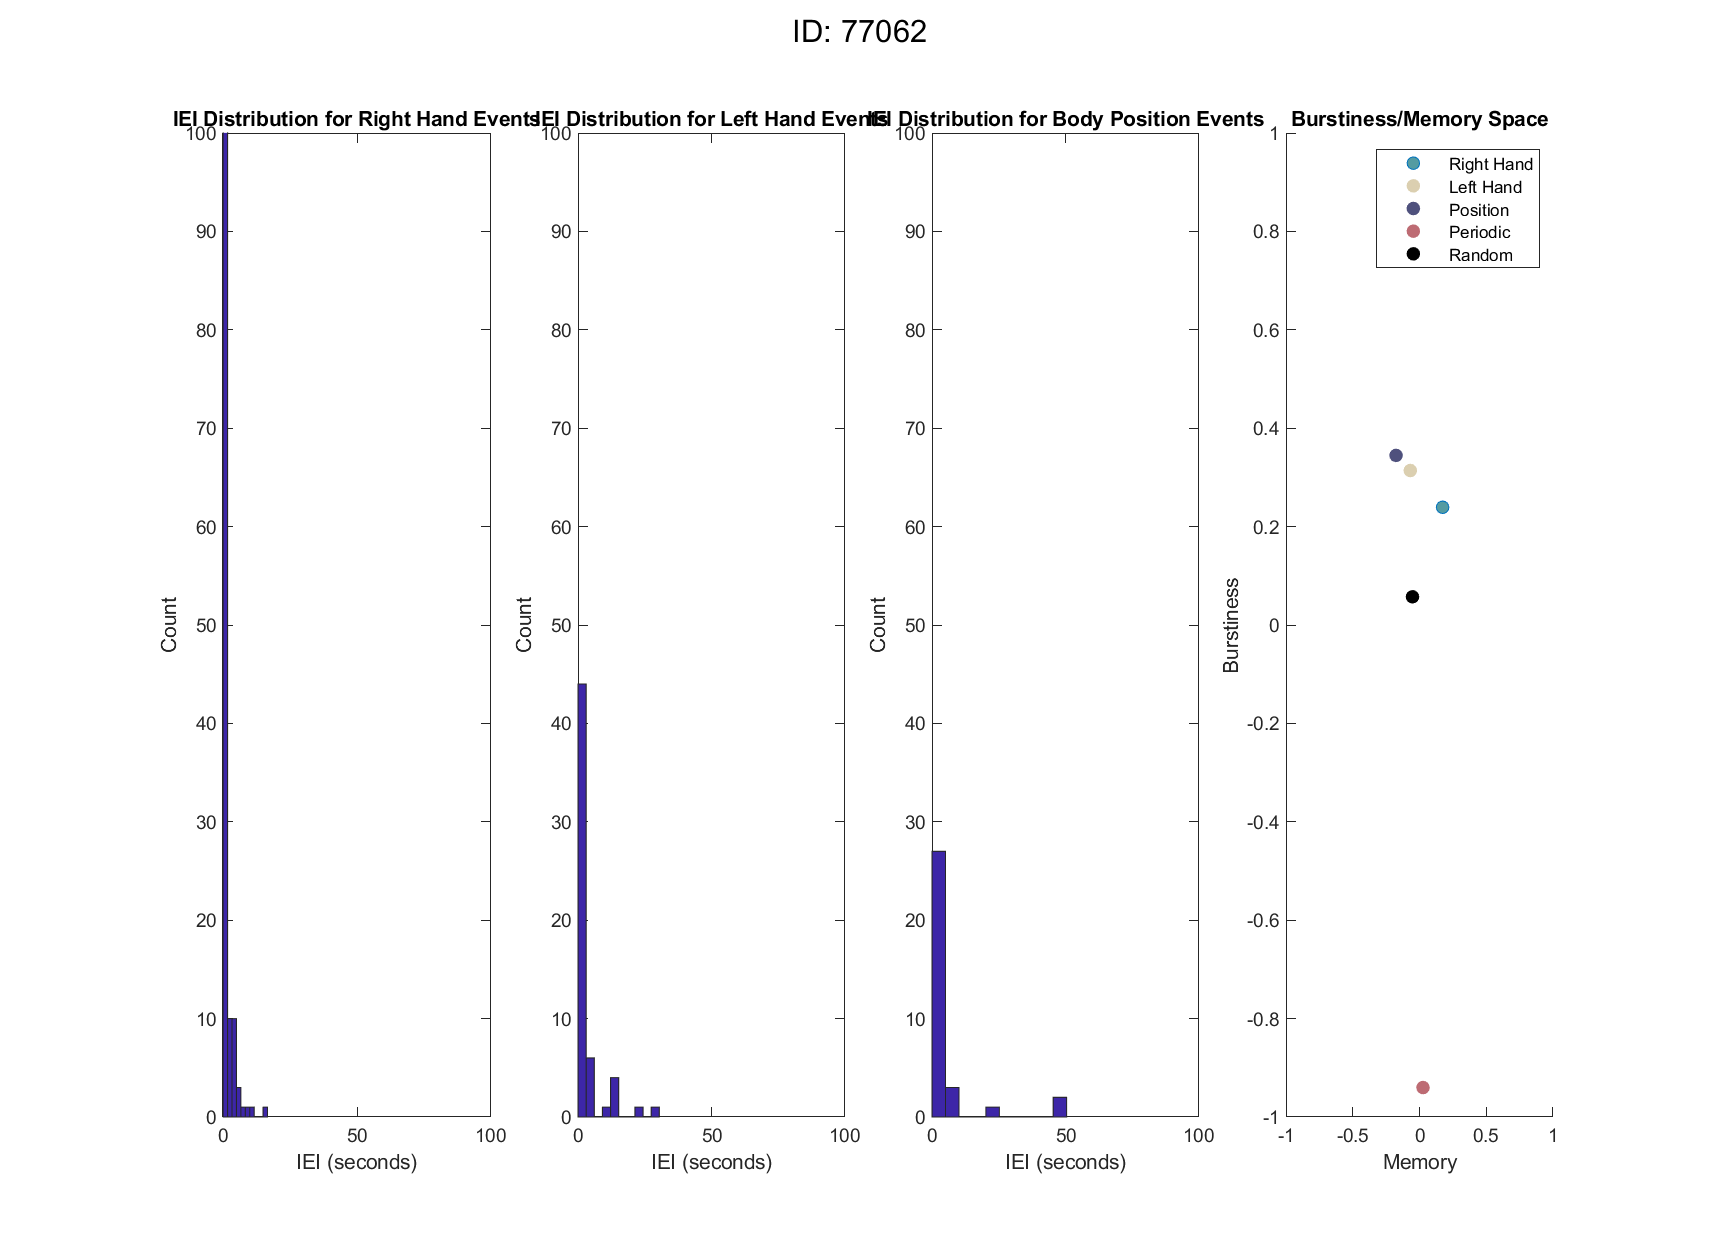 ID: 77062
IEI Distribution for Right Hand Events
IEI Distribution for Left Hand Events
IEI Distribution for Body Position Events
Burstiness/Memory Space
100
90
80
70
60
50
40
30
20
10
0
Count
0 50 100
IEI (seconds)
100
90
80
70
60
50
40
30
20
10
0
Count
0 50 100
IEI (seconds)
100
90
80
70
60
50
40
30
20
10
0
Count
0 50 100
IEI (seconds)
1
0.8
0.6
0.4
0.2
0
-0.2
-0.4
-0.6
-0.8
-1
Burstiness
-1 -0.5 0 0.5 1
Memory
Right Hand
Left Hand
Position
Periodic
Random